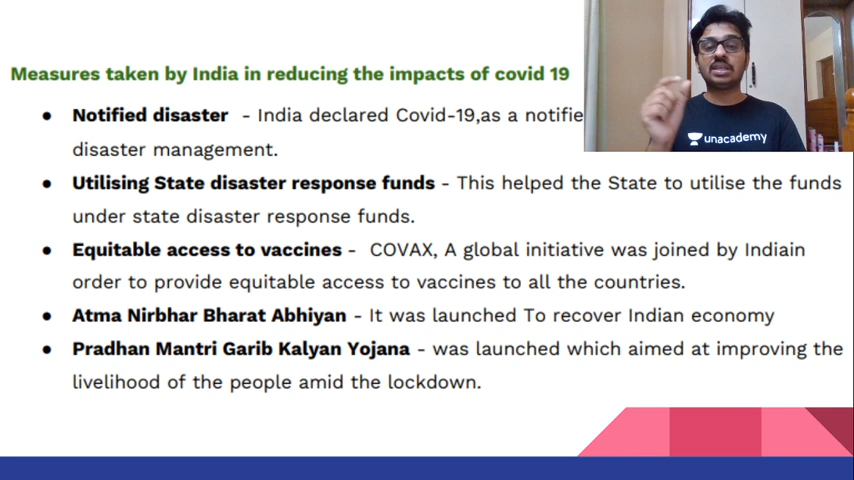 Measures taken by India in reducing the impacts of covid 19
● Notified disaster - India declared Covid-19,as a notifie
disaster management.
● Utilising State disaster response funds - This helped the State to utilise the funds
under state disaster response funds.
● Equitable access to vaccines - COVAX, A global initiative was joined by Indiain
order to provide equitable access to vaccines to all the countries.
● Atma Nirbhar Bharat Abhiyan - It was launched To recover Indian economy
● Pradhan Mantri Garib Kalyan Yojana - was launched which aimed at improving the
livelihood of the people amid the lockdown.
unacademy